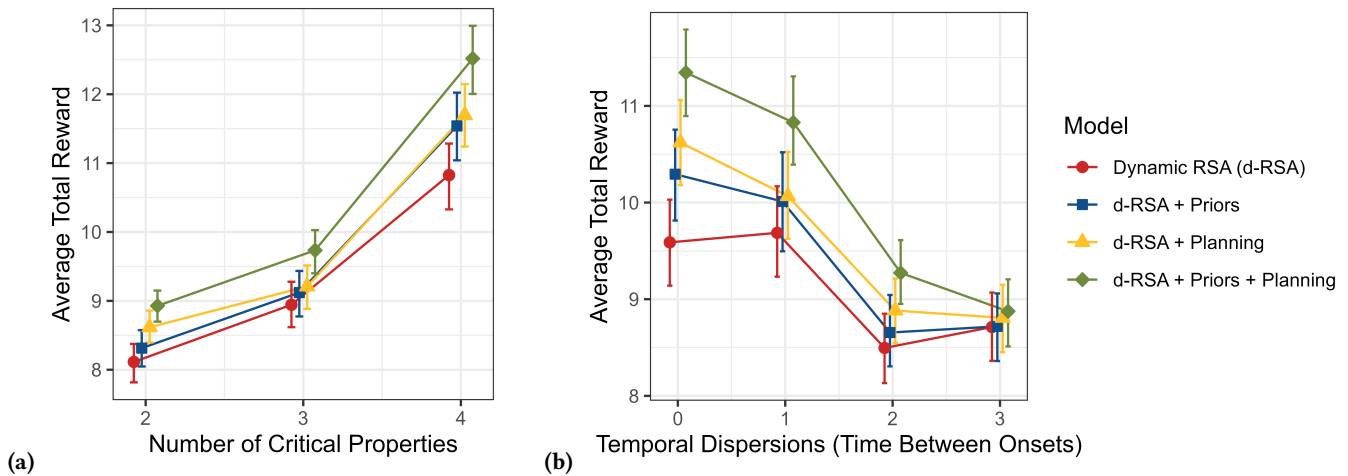 13
12
11
10
9
8
Average Total Reward
2
3
4
Number of Critical Properties
(a)
11
10
9
8
Average Total Reward
0
1
2
3
Temporal Dispersions (Time Between Onsets)
(b)
Model
Dynamic RSA (d-RSA)
d-RSA + Priors
d-RSA + Planning
d-RSA + Priors + Planning